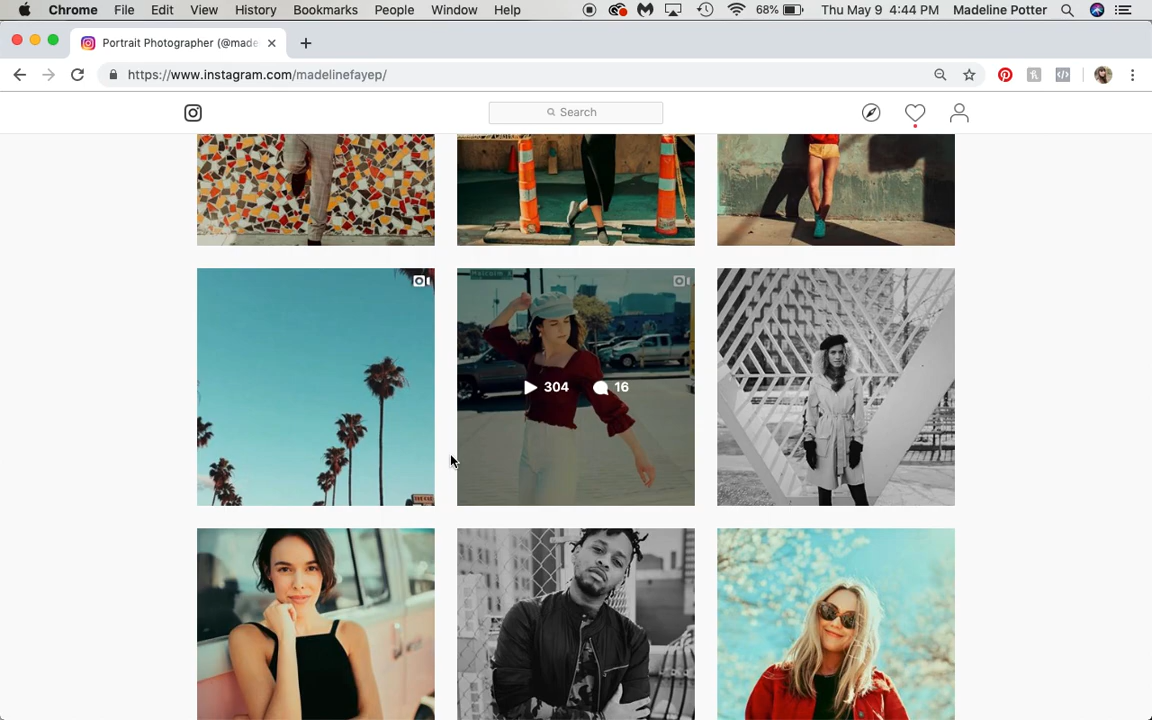 Chrome File Edit View History Bookmarks People Window Help 68% Thu May 9 4:44 PM Madeline Potter
Portrait Photographer (@made
https://www.instagram.com/madelinefayep/
Search
304 16